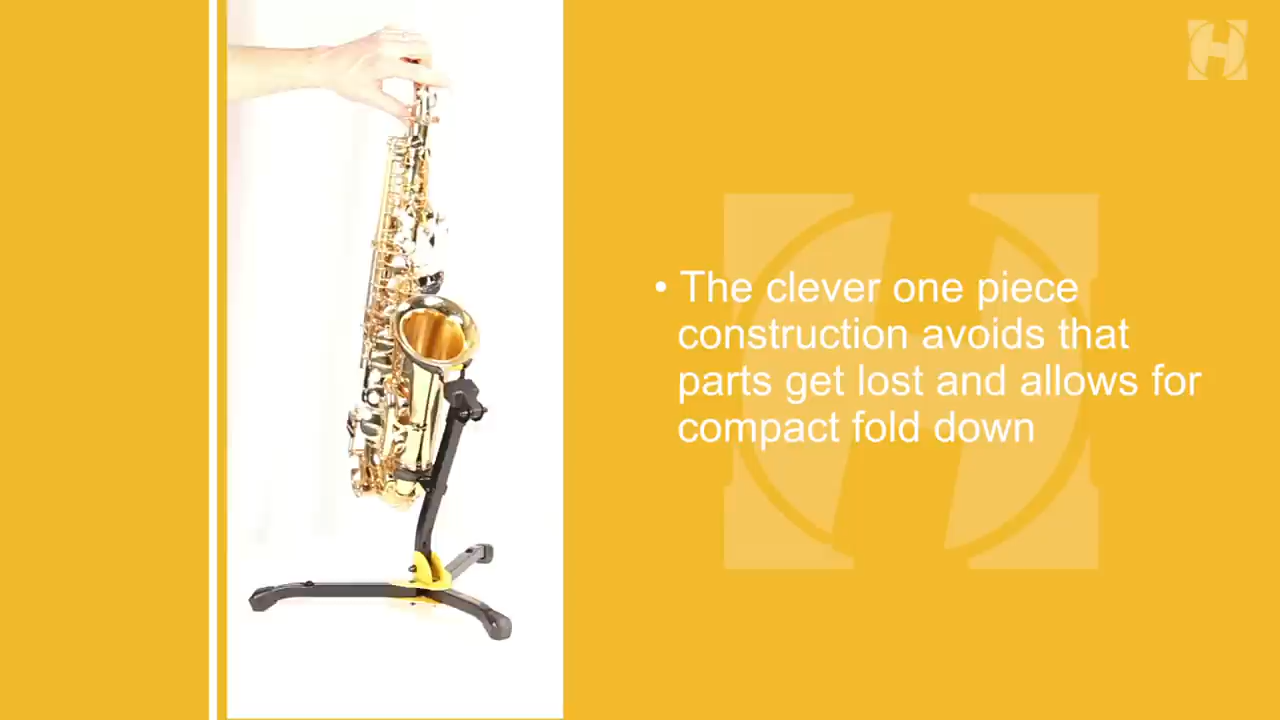 • The clever one piece
construction avoids that
parts get lost and allows for
compact fold down